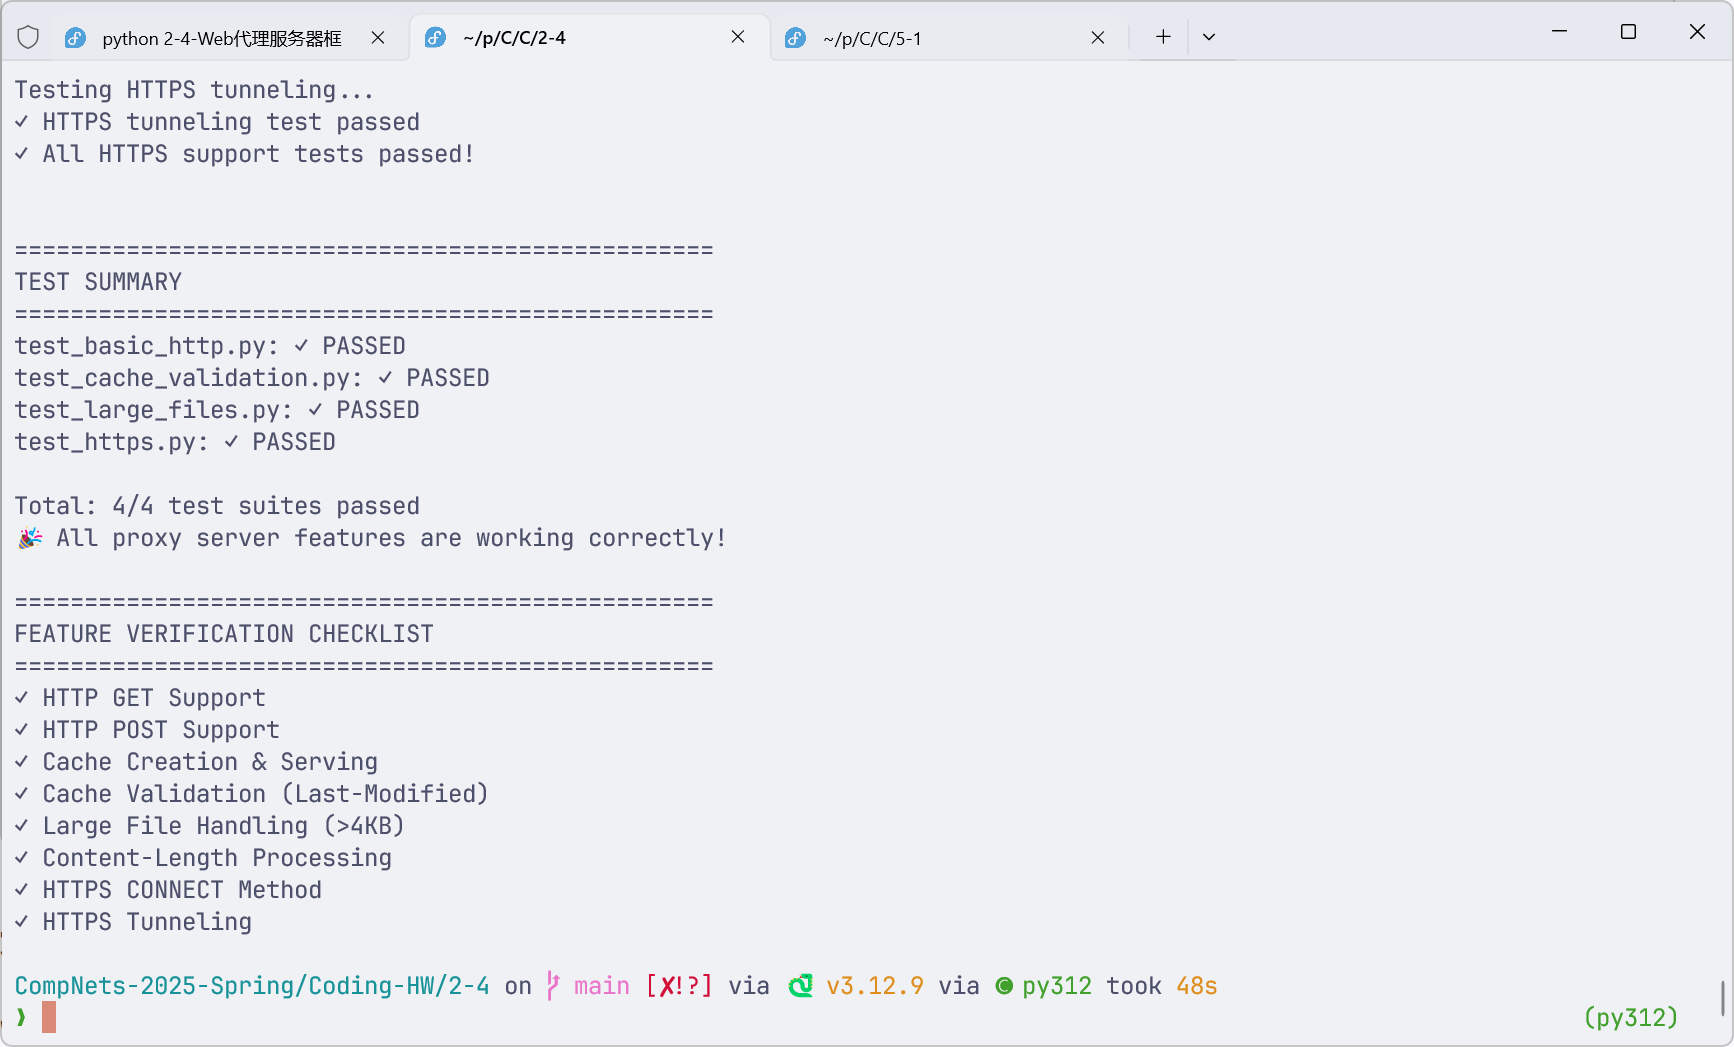 python 2-4-Web代理服务器框
~/p/C/C/2-4
~/p/C/C/5-1
Testing HTTPS tunneling...
✓ HTTPS tunneling test passed
✓ All HTTPS support tests passed!
==================================================
TEST SUMMARY
==================================================
test_basic_http.py: ✓ PASSED
test_cache_validation.py: ✓ PASSED
test_large_files.py: ✓ PASSED
test_https.py: ✓ PASSED
Total: 4/4 test suites passed
🎉 All proxy server features are working correctly!
==================================================
FEATURE VERIFICATION CHECKLIST
==================================================
✓ HTTP GET Support
✓ HTTP POST Support
✓ Cache Creation & Serving
✓ Cache Validation (Last-Modified)
✓ Large File Handling (>4KB)
✓ Content-Length Processing
✓ HTTPS CONNECT Method
✓ HTTPS Tunneling
CompNets-2025-Spring/Coding-HW/2-4 on main [✘!?] via v3.12.9 via py312 took 48s
❯ (py312)